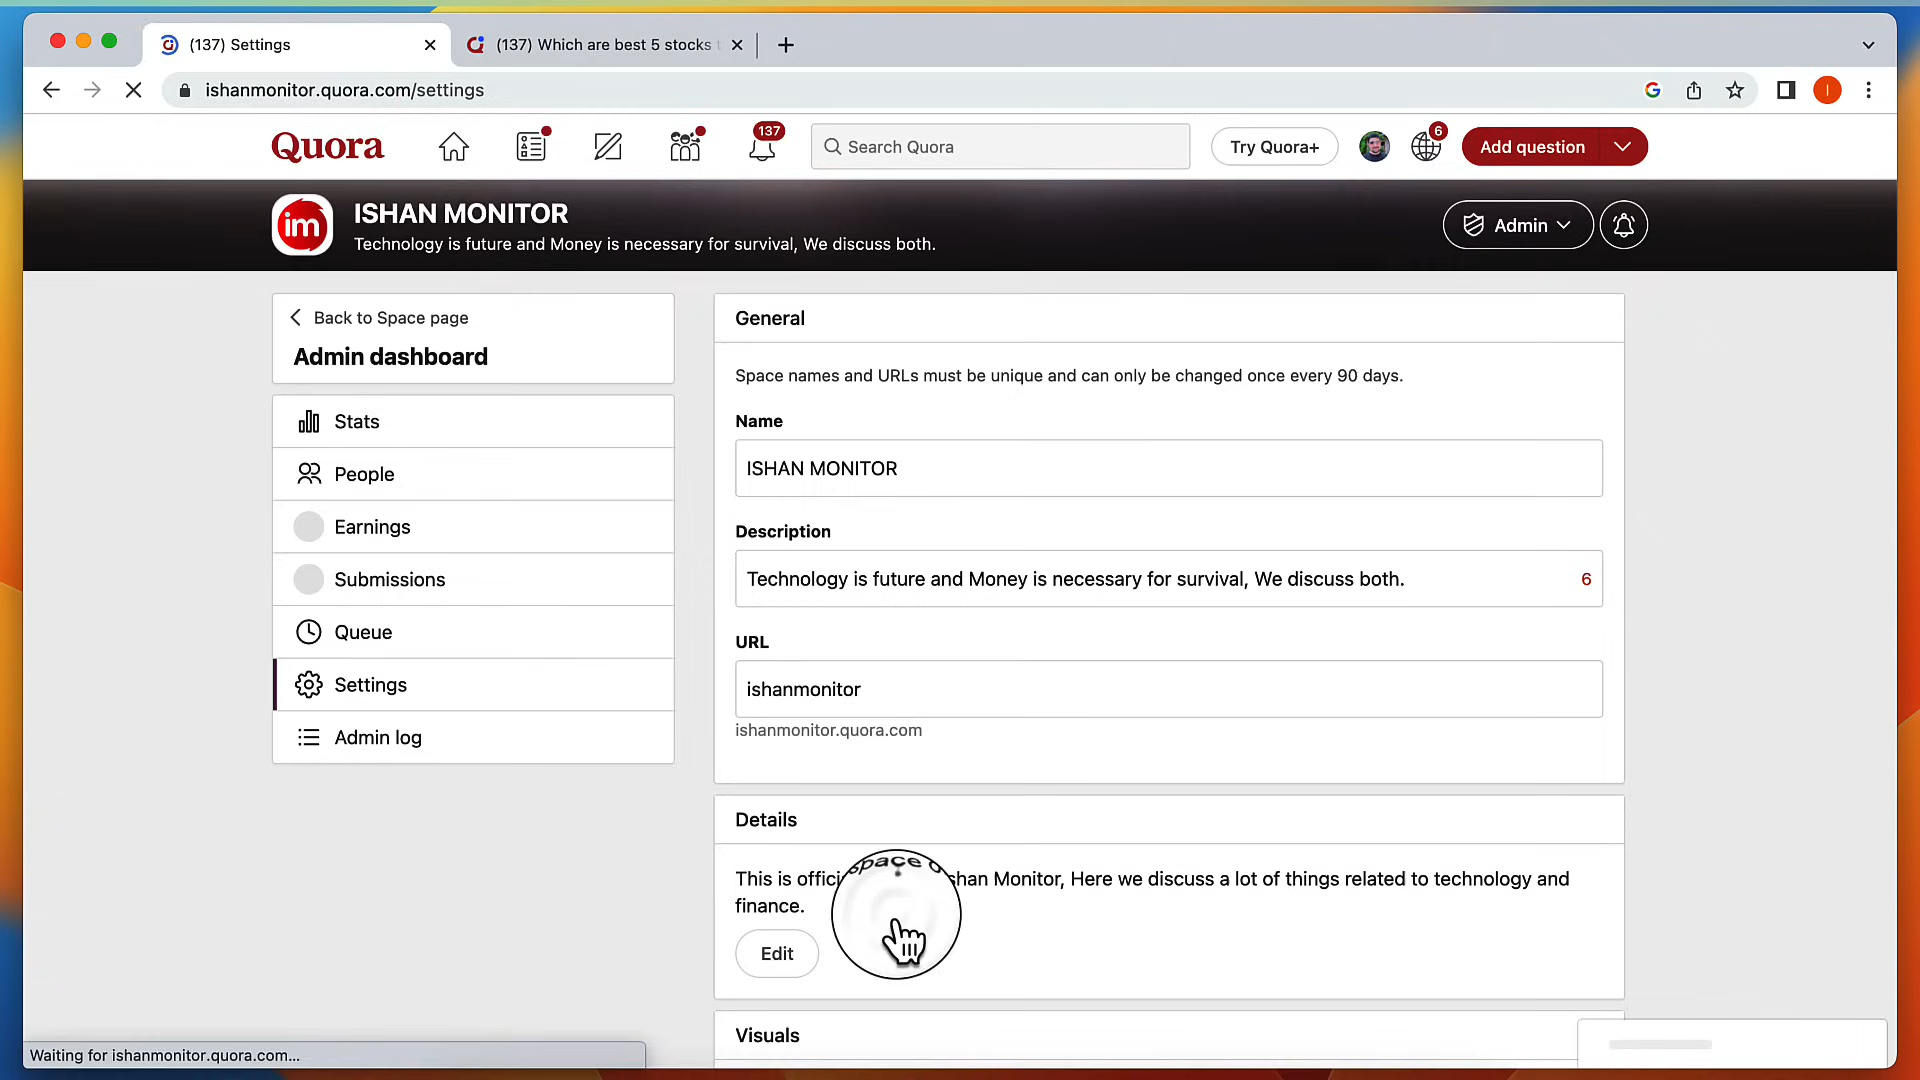 (137) Settings
(137) Which are best 5 stocks t
ishanmonitor.quora.com/settings
I
Quora
137
Search Quora
Try Quora+
6
Add question
im
ISHAN MONITOR
Technology is future and Money is necessary for survival, We discuss both.
Admin
Back to Space page
Admin dashboard
Stats
People
Earnings
Submissions
Queue
Settings
Admin log
General
Space names and URLs must be unique and can only be changed once every 90 days.
Name
ISHAN MONITOR
Description
Technology is future and Money is necessary for survival, We discuss both.
6
URL
ishanmonitor
ishanmonitor.quora.com
Details
This is offici space o shan Monitor, Here we discuss a lot of things related to technology and
finance.
Edit
Visuals
Waiting for ishanmonitor.quora.com...